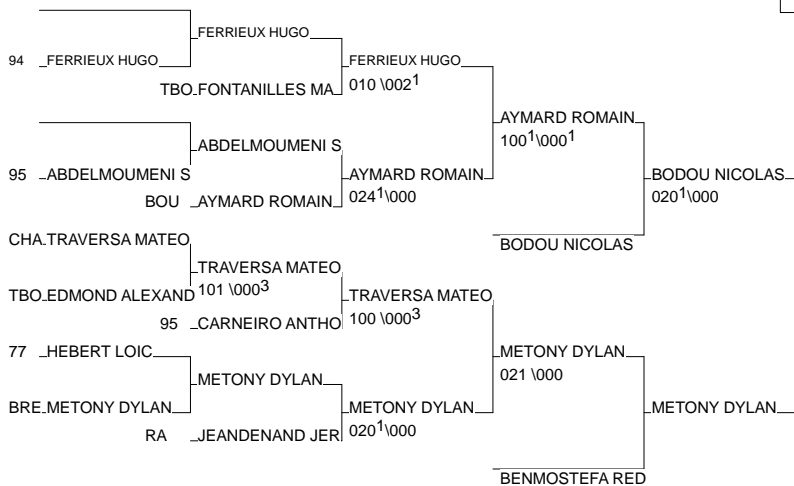 FERRIEUX HUGO
94 FERRIEUX HUGO FERRIEUX HUGO
TBO FONTANILLES MA 010 \002¹
AYMARD ROMAIN
100¹\000¹
ABDELMOUMENI S
95 ABDELMOUMENI S AYMARD ROMAIN BODOU NICOLAS
BOU AYMARD ROMAIN 024¹\000 020¹\000
CHA TRAVERSA MATEO BODOU NICOLAS
TRAVERSA MATEO
TBO EDMOND ALEXAND 101 \000³ TRAVERSA MATEO
95 CARNEIRO ANTHO 100 \000³
77 HEBERT LOIC METONY DYLAN
021 \000
METONY DYLAN
BRE METONY DYLAN METONY DYLAN METONY DYLAN
RA JEANDENAND JER 020¹\000
BENMOSTEFA RED